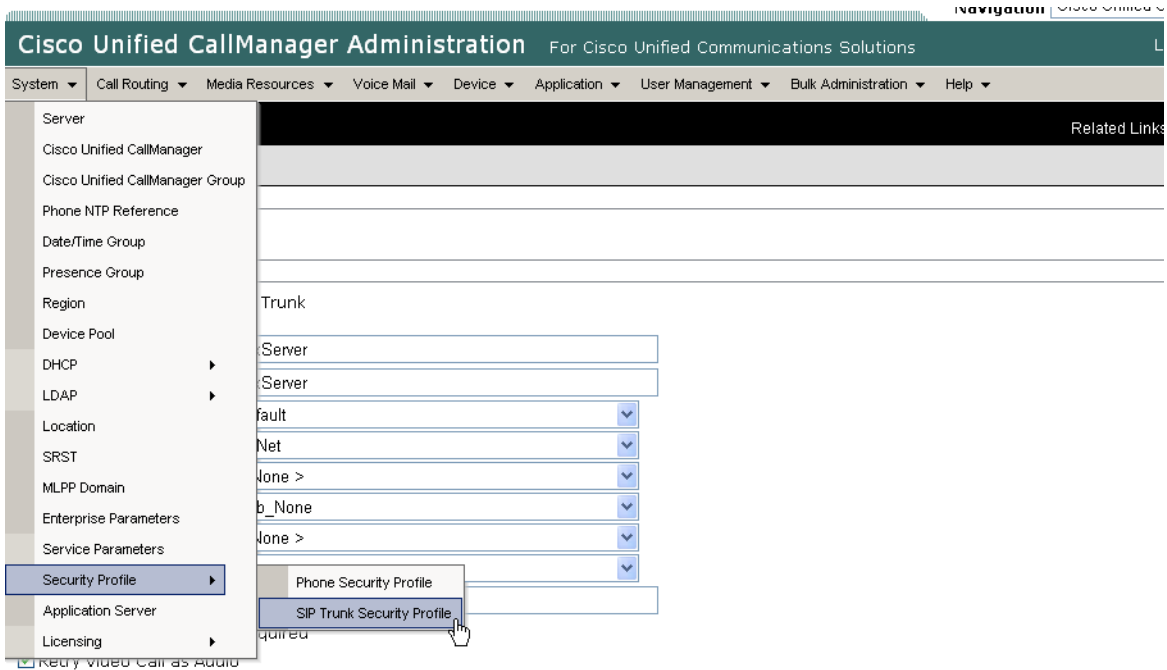 Navigation
Cisco Unified CallManager Administration For Cisco Unified Communications Solutions
System Call Routing Media Resources Voice Mail Device Application User Management Bulk Administration Help
Server
Related Links
Cisco Unified CallManager
Cisco Unified CallManager Group
Phone NTP Reference
Date/Time Group
Presence Group
Region
Trunk
Device Pool
Server
DHCP
Server
LDAP
fault
Location
Net
SRST
None >
MLPP Domain
b_None
Enterprise Parameters
None >
Service Parameters
Security Profile
Phone Security Profile
Application Server
SIP Trunk Security Profile
Licensing
quired
Retry Video Call as Audio